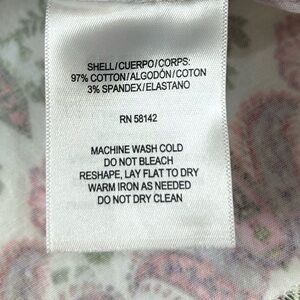 SHELL/CUERPO/CORPS:
97% COTTON/ALGODÓN/COTON
3% SPANDEX/ELASTANO
RN 58142
MACHINE WASH COLD
DO NOT BLEACH
RESHAPE, LAY FLAT TO DRY
WARM IRON AS NEEDED
DO NOT DRY CLEAN